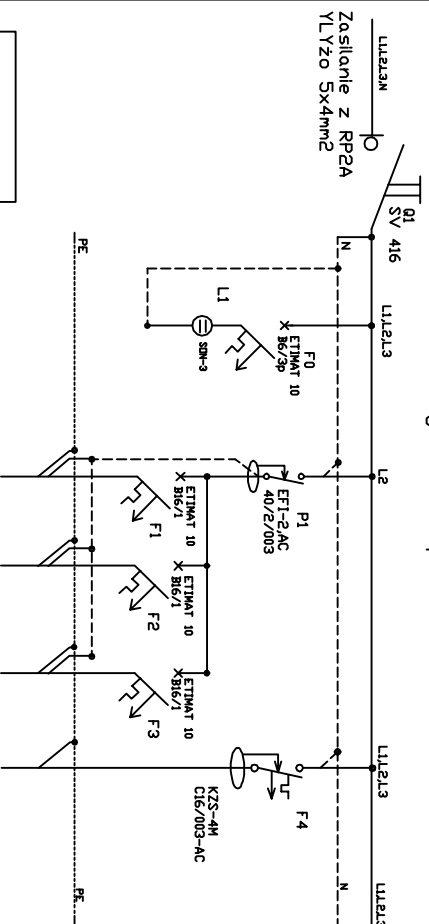 L1,L2,L3,N
Zasilanie z RP2A
YLYżo 5x4mm2
Q1
SV 416
N
PE
L1,L2,L3
L1
F0
ETIMAT 10
B6/3p
SON-3
L2
P1
EFI-2,AC
40/2/003
ETIMAT 10
B16/1
F1
ETIMAT 10
B16/1
F2
ETIMAT 10
B16/1
F3
L1,L2,L3
F4
KZS-4M
C16/003-AC
L1,L2,L3
N
PE